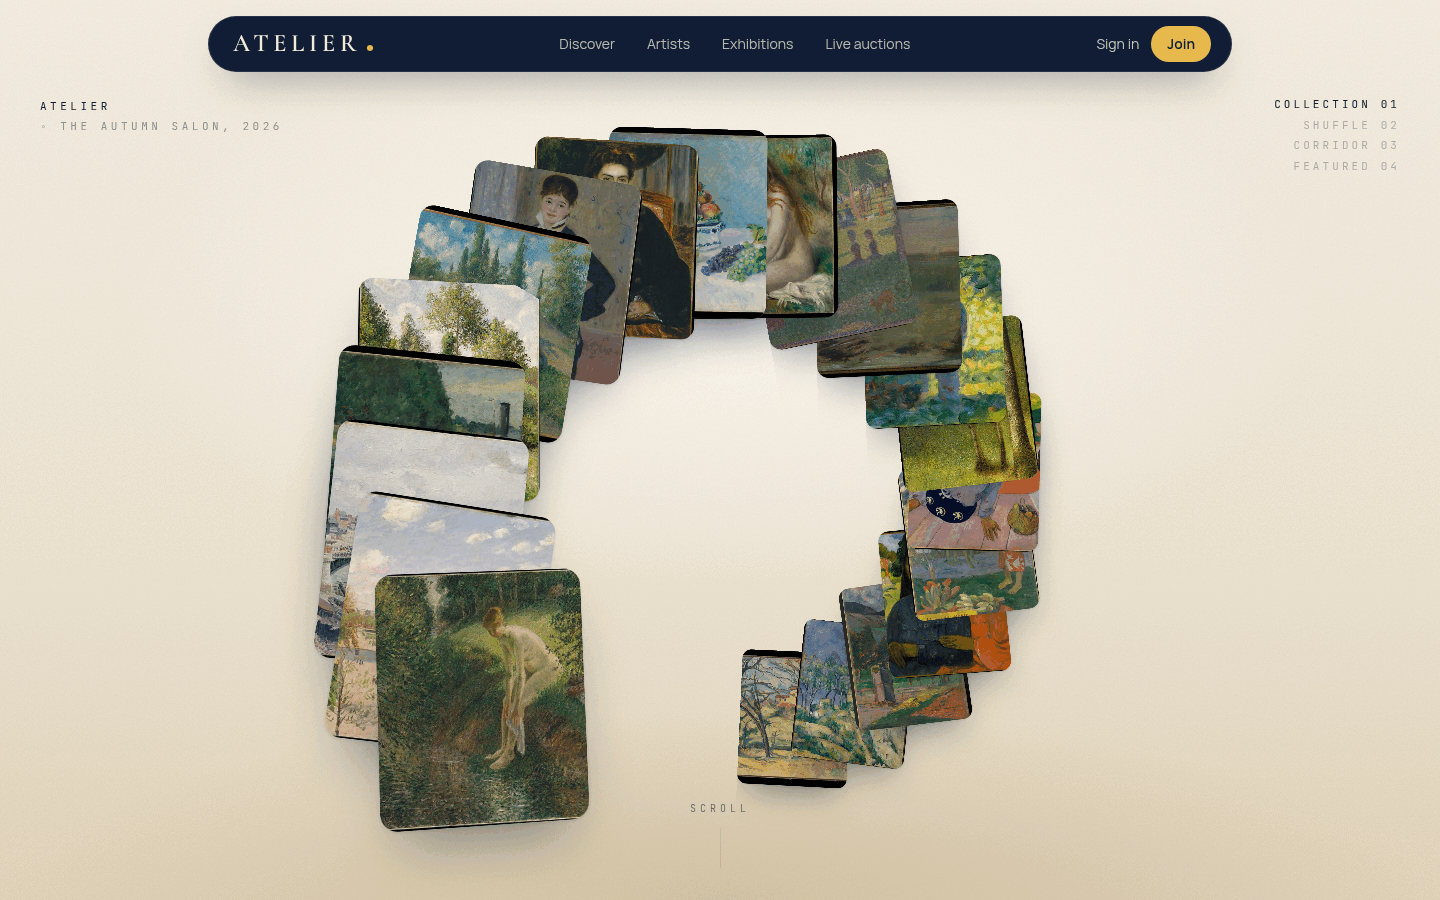 ATELIER.
Discover Artists Exhibitions Live auctions Sign in Join
ATELIER
◦ THE AUTUMN SALON, 2026
COLLECTION 01
SHUFFLE 02
CORRIDOR 03
FEATURED 04
SCROLL